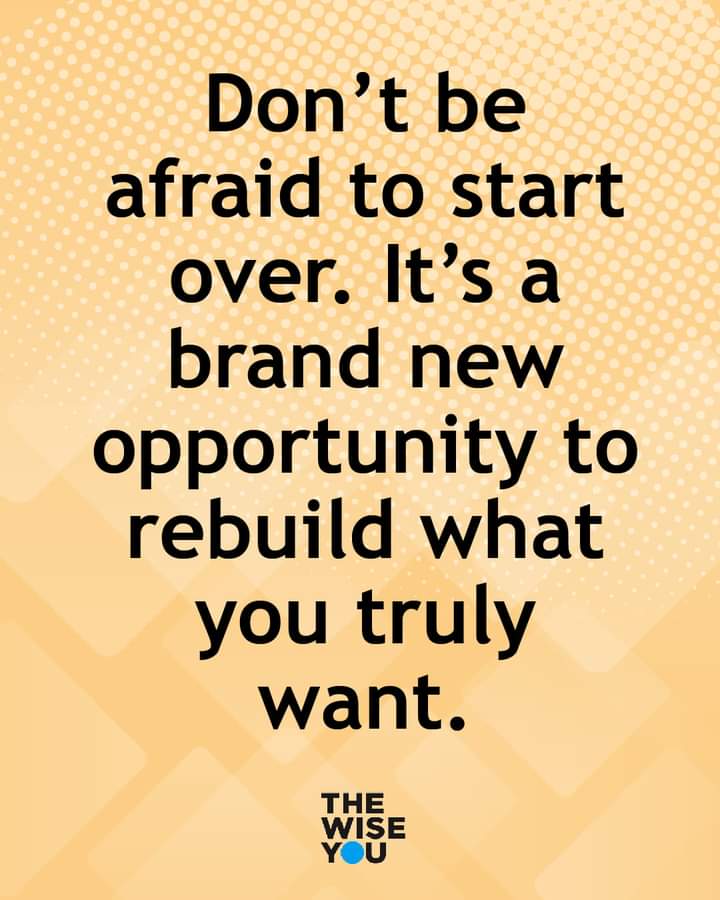 Don’t be
afraid to start
over. It’s a
brand new
opportunity to
rebuild what
you truly
want.
THE
WISE
YOU